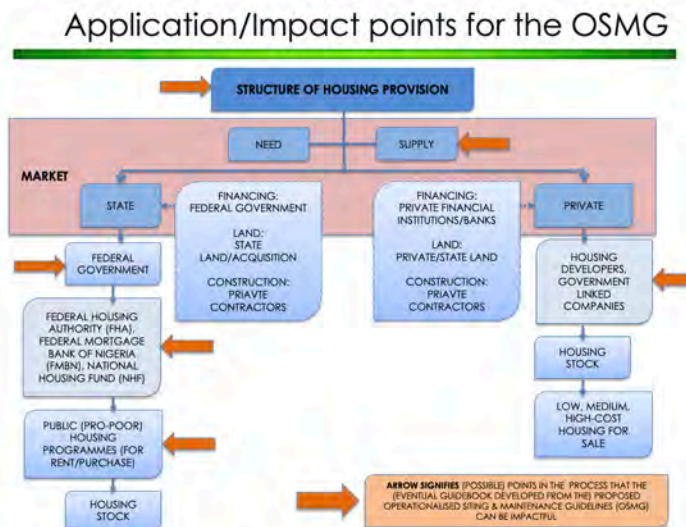 Application/Impact points for the OSMG
STRUCTURE OF HOUSING PROVISION
NEED
SUPPLY
MARKET
STATE
FINANCING:
FEDERAL GOVERNMENT
LAND:
STATE
LAND/ACQUISITION
CONSTRUCTION:
PRIAVTE
CONTRACTORS
FINANCING:
PRIVATE FINANCIAL
INSTITUTIONS/BANKS
LAND:
PRIVATE/STATE LAND
CONSTRUCTION:
PRIAVTE
CONTRACTORS
PRIVATE
FEDERAL
GOVERNMENT
HOUSING
DEVELOPERS,
GOVERNMENT
LINKED
COMPANIES
FEDERAL HOUSING
AUTHORITY (FHA),
FEDERAL MORTGAGE
BANK OF NIGERIA
(FMBN), NATIONAL
HOUSING FUND (NHF)
HOUSING
STOCK
PUBLIC (PRO-POOR)
HOUSING
PROGRAMMES (FOR
RENT/PURCHASE)
LOW, MEDIUM,
HIGH-COST
HOUSING FOR
SALE
HOUSING
STOCK
ARROW SIGNIFIES (POSSIBLE) POINTS IN THE PROCESS THAT THE
(EVENTUAL GUIDEBOOK DEVELOPED FROM THE) PROPOSED
OPERATIONALISED SITING & MAINTENANCE GUIDELINES (OSMG)
CAN BE IMPACTFUL